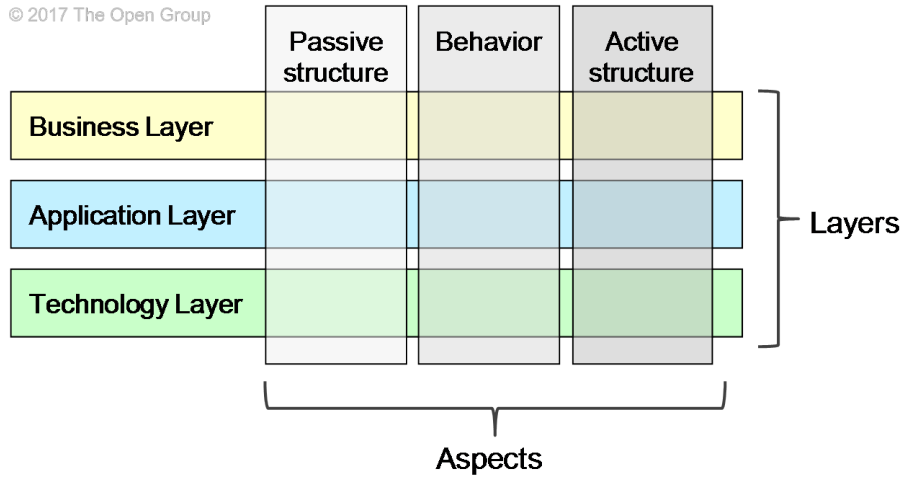 © 2017 The Open Group
Passive
structure
Behavior
Active
structure
Business Layer
Application Layer
Technology Layer
Layers
Aspects